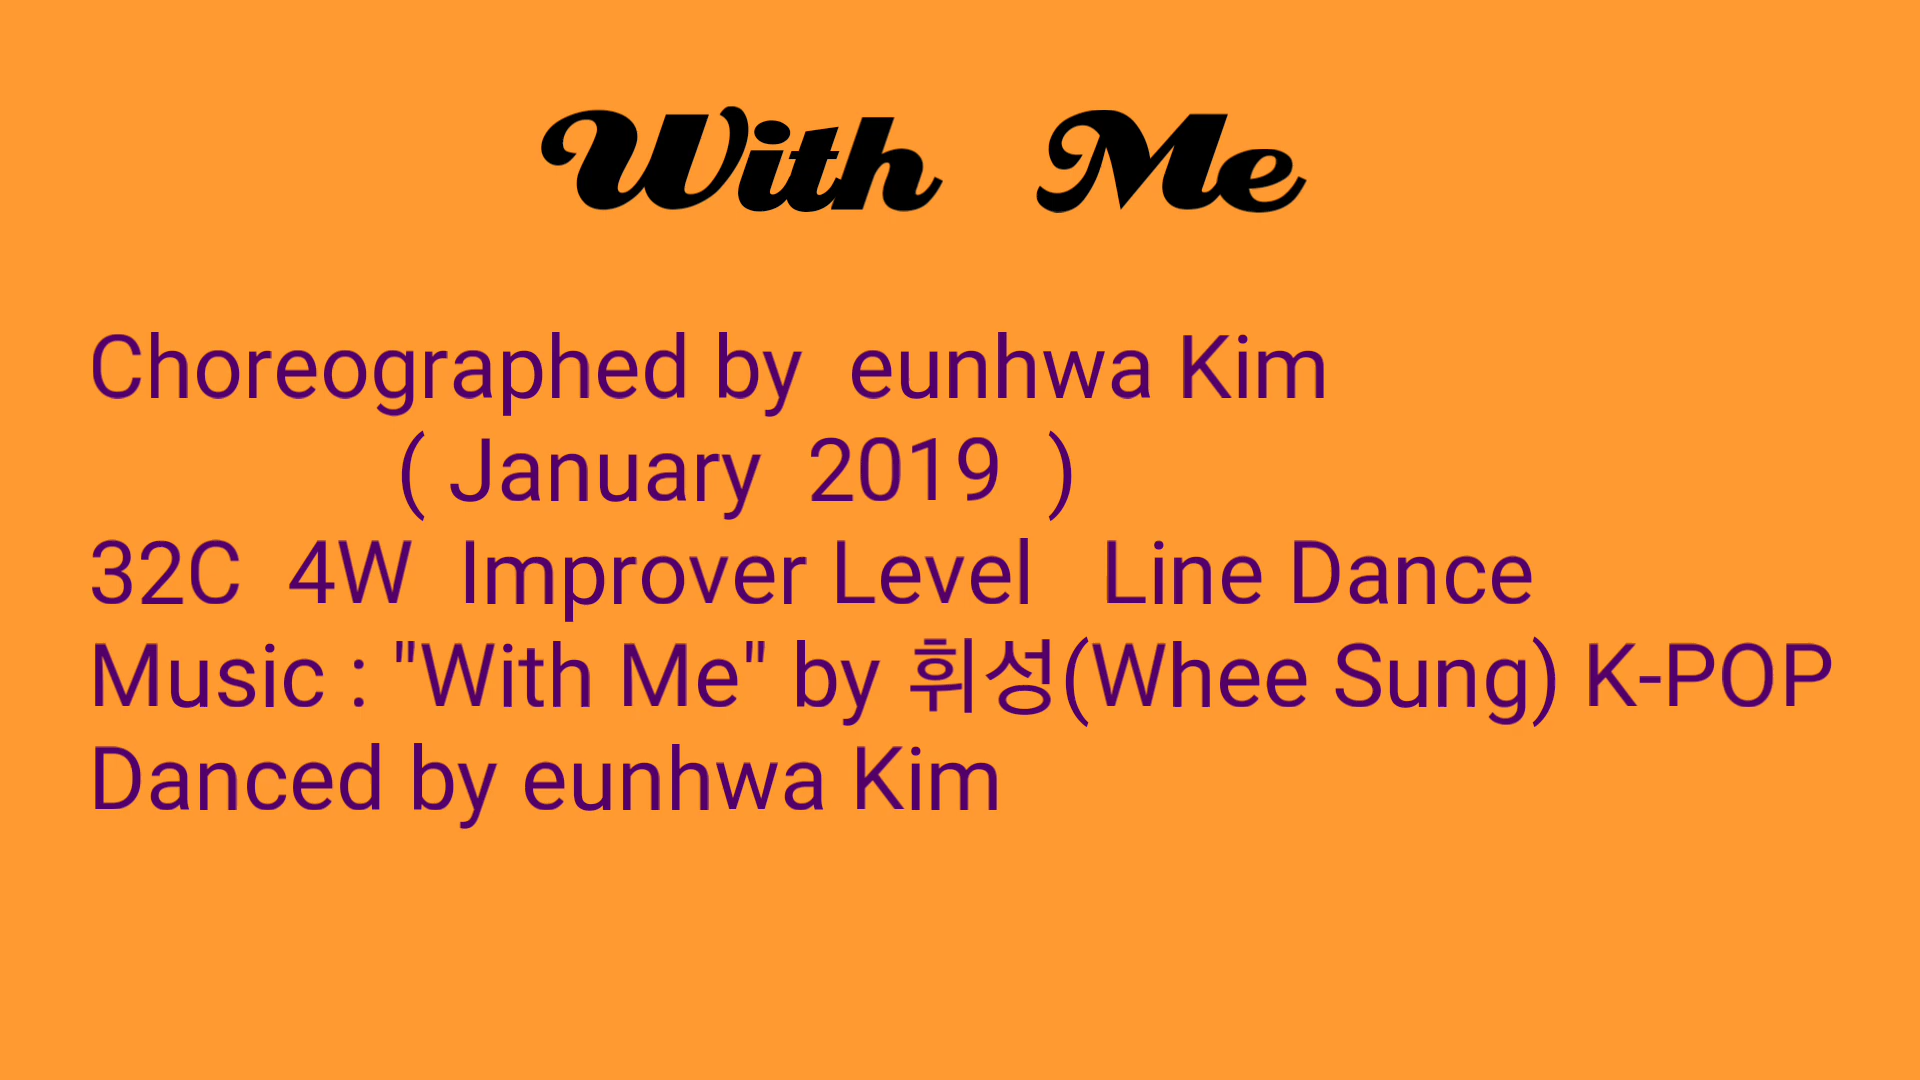 With Me
Choreographed by eunhwa Kim
( January 2019 )
32C 4W Improver Level Line Dance
Music : "With Me" by 휘성(Whee Sung) K-POP
Danced by eunhwa Kim